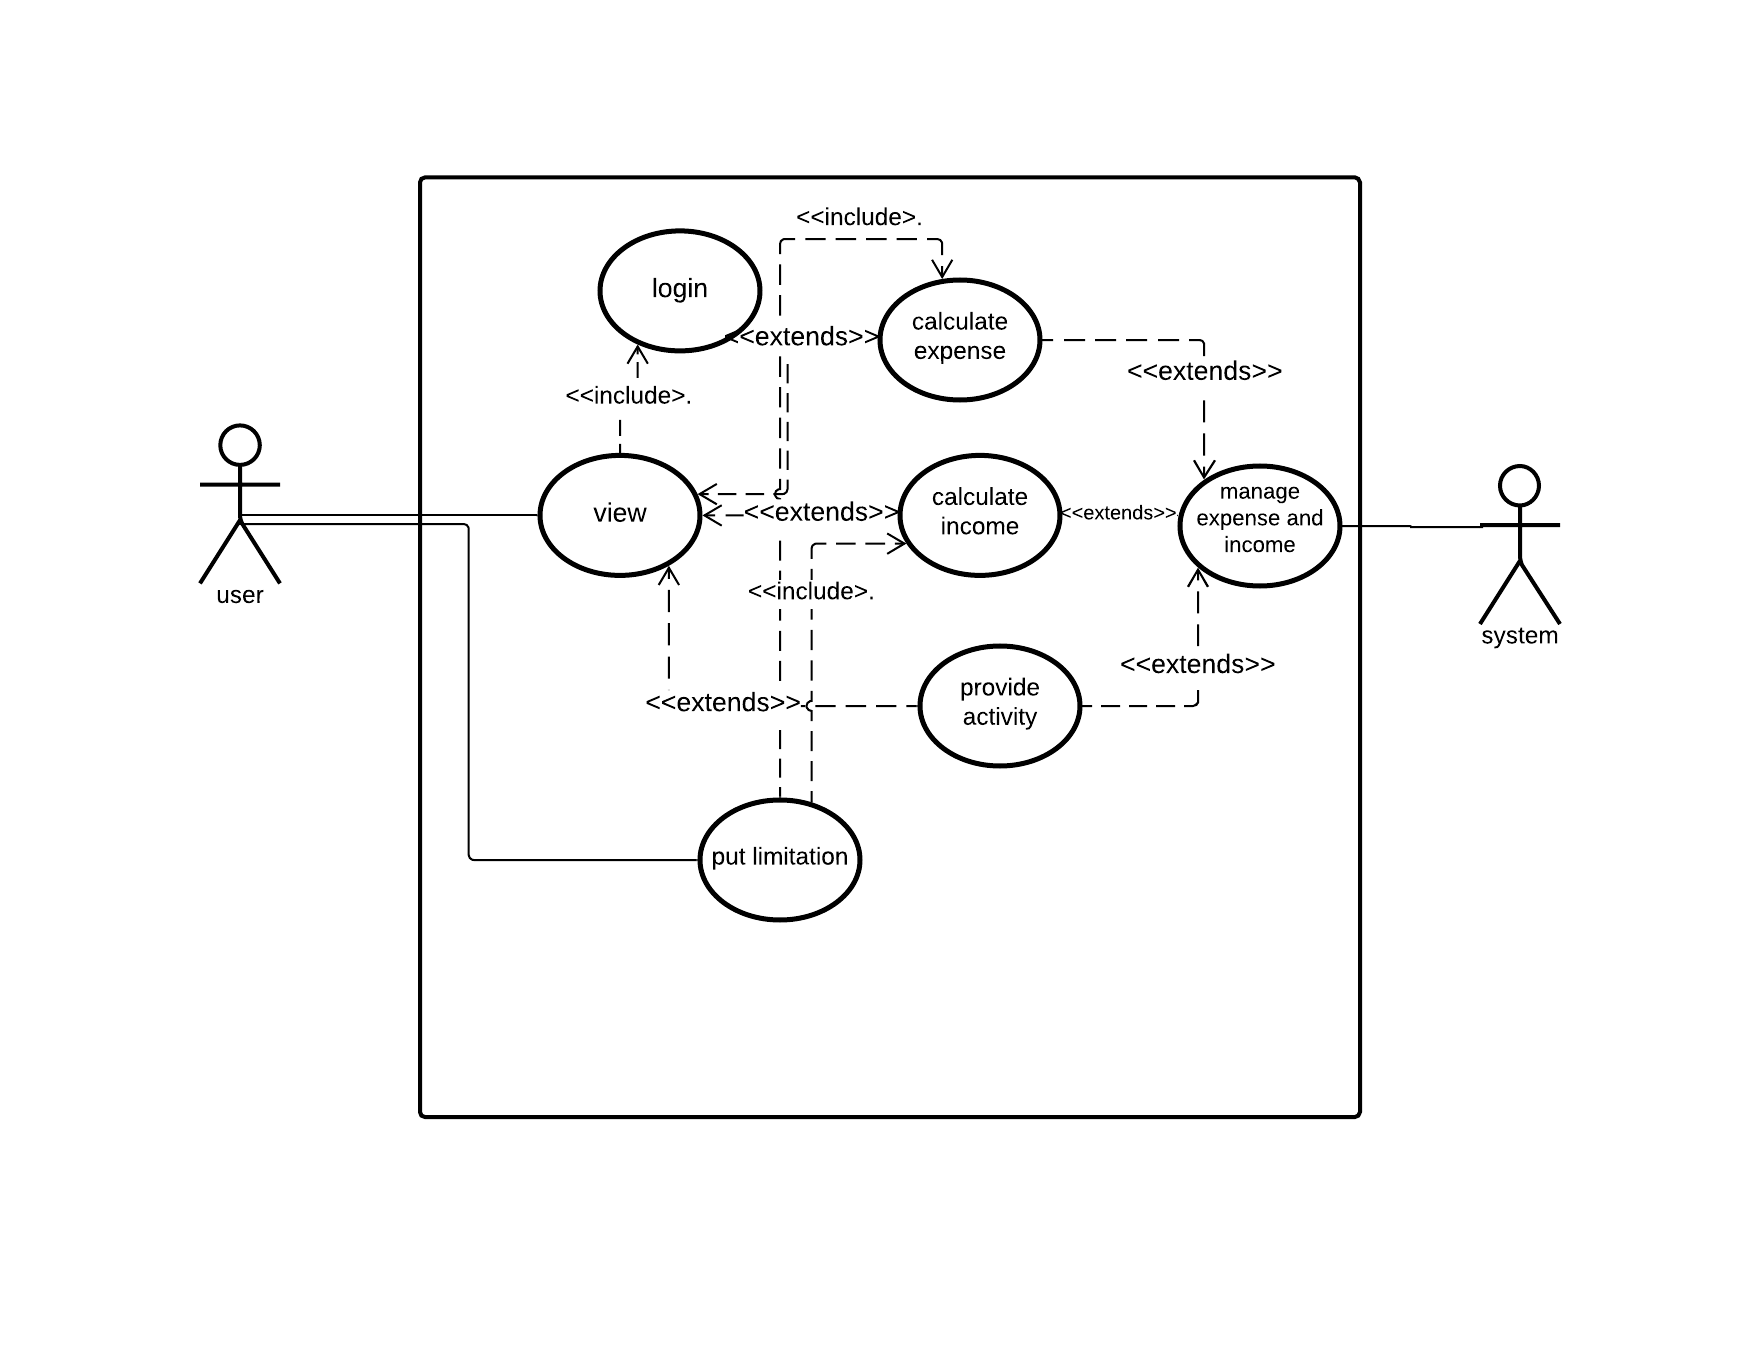 <<include>.
login
<<extends>>
calculate
expense
<<extends>>
<<include>.
view
<<extends>>
calculate
income
<<extends>>.
manage
expense and
income
user
<<include>.
system
<<extends>>
provide
activity
<<extends>>
put limitation